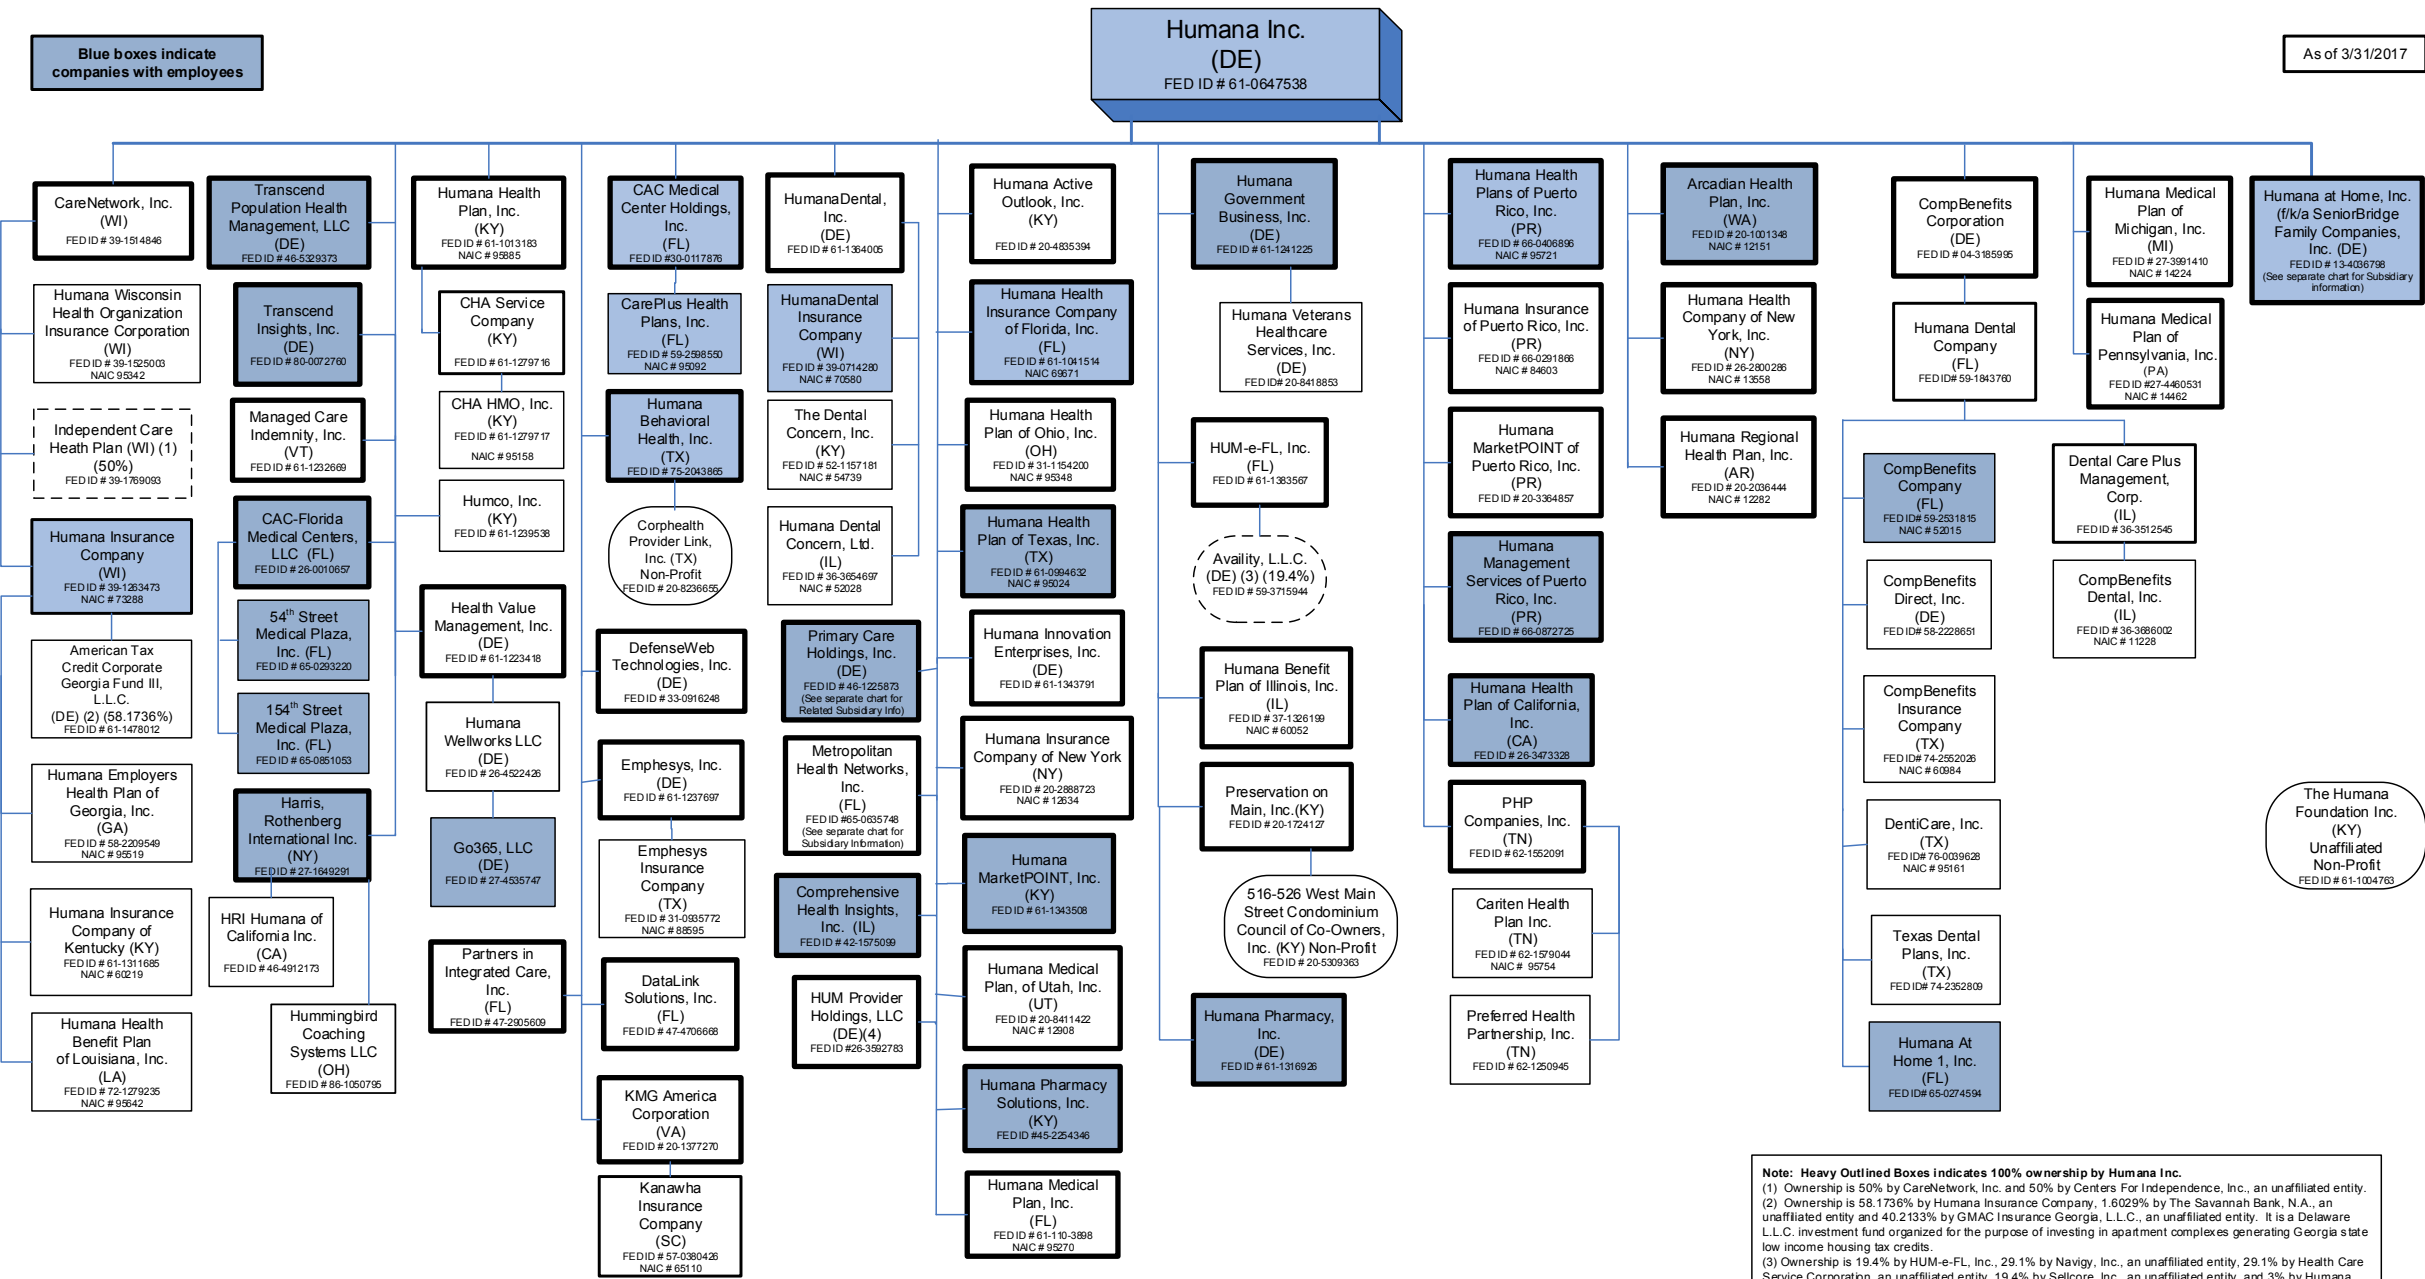 Blue boxes indicate
companies with employees
Humana Inc.
(DE)
FED ID # 61-0647538
As of 3/31/2017
CareNetwork, Inc.
(WI)
FED ID # 39-1514846
Humana Wisconsin
Health Organization
Insurance Corporation
(WI)
FED ID # 39-1525003
NAIC 95342
Independent Care
Heath Plan (WI) (1)
(50%)
FED ID # 39-1769093
Humana Insurance
Company
(WI)
FED ID # 39-1263473
NAIC # 73288
American Tax
Credit Corporate
Georgia Fund III,
L.L.C.
(DE) (2) (58.1736%)
FED ID # 61-1478012
Humana Employers
Health Plan of
Georgia, Inc.
(GA)
FED ID # 58-2209549
NAIC # 95519
Humana Insurance
Company of
Kentucky (KY)
FED ID # 61-1311685
NAIC # 60219
Humana Health
Benefit Plan
of Louisiana, Inc.
(LA)
FED ID # 72-1279235
NAIC # 95642
Transcend
Population Health
Management, LLC
(DE)
FED ID # 46-5329373
Transcend
Insights, Inc.
(DE)
FED ID # 80-0072760
Managed Care
Indemnity, Inc.
(VT)
FED ID # 61-1232669
CAC-Florida
Medical Centers,
LLC (FL)
FED ID # 26-0010657
54th Street
Medical Plaza,
Inc. (FL)
FED ID # 65-0293220
154th Street
Medical Plaza,
Inc. (FL)
FED ID # 65-0851053
Harris,
Rothenberg
International Inc.
(NY)
FED ID # 27-1649291
HRI Humana of
California Inc.
(CA)
FED ID # 46-4912173
Hummingbird
Coaching
Systems LLC
(OH)
FED ID # 86-1050795
Humana Health
Plan, Inc.
(KY)
FED ID # 61-1013183
NAIC # 95885
CHA Service
Company
(KY)
FED ID # 61-1279716
CHA HMO, Inc.
(KY)
FED ID # 61-1279717
NAIC # 95158
Humco, Inc.
(KY)
FED ID # 61-1239538
Health Value
Management, Inc.
(DE)
FED ID # 61-1223418
Humana
Wellworks LLC
(DE)
FED ID # 26-4522426
Go365, LLC
(DE)
FED ID # 27-4535747
Partners in
Integrated Care,
Inc.
(FL)
FED ID # 47-2905609
CAC Medical
Center Holdings,
Inc.
(FL)
FED ID #30-0117876
CarePlus Health
Plans, Inc.
(FL)
FED ID # 59-2598550
NAIC # 95092
Humana
Behavioral
Health, Inc.
(TX)
FED ID # 75-2043865
Corphealth
Provider Link,
Inc. (TX)
Non-Profit
FED ID # 20-8236655
DefenseWeb
Technologies, Inc.
(DE)
FED ID # 33-0916248
Emphesys, Inc.
(DE)
FED ID # 61-1237697
Emphesys
Insurance
Company
(TX)
FED ID # 31-0935772
NAIC # 88595
DataLink
Solutions, Inc.
(FL)
FED ID # 47-4706668
KMG America
Corporation
(VA)
FED ID # 20-1377270
Kanawha
Insurance
Company
(SC)
FED ID # 57-0380426
NAIC # 65110
HumanaDental,
Inc.
(DE)
FED ID # 61-1364005
HumanaDental
Insurance
Company
(WI)
FED ID # 39-0714280
NAIC # 70580
The Dental
Concern, Inc.
(KY)
FED ID # 52-1157181
NAIC # 54739
Humana Dental
Concern, Ltd.
(IL)
FED ID # 36-3654697
NAIC # 52028
Primary Care
Holdings, Inc.
(DE)
FED ID # 46-1225873
(See separate chart for
Related Subsidiary Info)
Metropolitan
Health Networks,
Inc.
(FL)
FED ID #65-0635748
(See separate chart for
Subsidiary Information)
Comprehensive
Health Insights,
Inc. (IL)
FED ID # 42-1575099
HUM Provider
Holdings, LLC
(DE)(4)
FED ID #26-3592783
Humana Active
Outlook, Inc.
(KY)
FED ID # 20-4835394
Humana Health
Insurance Company
of Florida, Inc.
(FL)
FED ID # 61-1041514
NAIC 69671
Humana Health
Plan of Ohio, Inc.
(OH)
FED ID # 31-1154200
NAIC # 95348
Humana Health
Plan of Texas, Inc.
(TX)
FED ID # 61-0994632
NAIC # 95024
Humana Innovation
Enterprises, Inc.
(DE)
FED ID # 61-1343791
Humana Insurance
Company of New York
(NY)
FED ID # 20-2888723
NAIC # 12634
Humana
MarketPOINT, Inc.
(KY)
FED ID # 61-1343508
Humana Medical
Plan, of Utah, Inc.
(UT)
FED ID # 20-8411422
NAIC # 12908
Humana Pharmacy
Solutions, Inc.
(KY)
FED ID #45-2254346
Humana Medical
Plan, Inc.
(FL)
FED ID # 61-110-3898
NAIC # 95270
Humana
Government
Business, Inc.
(DE)
FED ID # 61-1241225
Humana Veterans
Healthcare
Services, Inc.
(DE)
FED ID# 20-8418853
HUM-e-FL, Inc.
(FL)
FED ID # 61-1383567
Availity, L.L.C.
(DE) (3) (19.4%)
FED ID # 59-3715944
Humana Benefit
Plan of Illinois, Inc.
(IL)
FED ID # 37-1326199
NAIC # 60052
Preservation on
Main, Inc.(KY)
FED ID # 20-1724127
516-526 West Main
Street Condominium
Council of Co-Owners,
Inc. (KY) Non-Profit
FED ID # 20-5309363
Humana Pharmacy,
Inc.
(DE)
FED ID # 61-1316926
Humana Health
Plans of Puerto
Rico, Inc.
(PR)
FED ID # 66-0406896
NAIC # 95721
Humana Insurance
of Puerto Rico, Inc.
(PR)
FED ID # 66-0291866
NAIC # 84603
Humana
MarketPOINT of
Puerto Rico, Inc.
(PR)
FED ID # 20-3364857
Humana
Management
Services of Puerto
Rico, Inc.
(PR)
FED ID # 66-0872725
Humana Health
Plan of California,
Inc.
(CA)
FED ID # 26-3473328
PHP
Companies, Inc.
(TN)
FED ID # 62-1552091
Cariten Health
Plan Inc.
(TN)
FED ID # 62-1579044
NAIC # 95754
Preferred Health
Partnership, Inc.
(TN)
FED ID # 62-1250945
Arcadian Health
Plan, Inc.
(WA)
FED ID # 20-1001348
NAIC # 12151
Humana Health
Company of New
York, Inc.
(NY)
FED ID # 26-2800286
NAIC # 13558
Humana Regional
Health Plan, Inc.
(AR)
FED ID # 20-2036444
NAIC # 12282
CompBenefits
Corporation
(DE)
FED ID # 04-3185995
Humana Dental
Company
(FL)
FED ID# 59-1843760
CompBenefits
Company
(FL)
FED ID# 59-2531815
NAIC # 52015
CompBenefits
Direct, Inc.
(DE)
FED ID# 58-2228651
CompBenefits
Insurance
Company
(TX)
FED ID# 74-2552026
NAIC # 60984
DentiCare, Inc.
(TX)
FED ID# 76-0039628
NAIC # 95161
Texas Dental
Plans, Inc.
(TX)
FED ID# 74-2352809
Humana At
Home 1, Inc.
(FL)
FED ID# 65-0274594
Dental Care Plus
Management,
Corp.
(IL)
FED ID # 36-3512545
CompBenefits
Dental, Inc.
(IL)
FED ID # 36-3686002
NAIC # 11228
Humana Medical
Plan of
Michigan, Inc.
(MI)
FED ID # 27-3991410
NAIC # 14224
Humana Medical
Plan of
Pennsylvania, Inc.
(PA)
FED ID #27-4460531
NAIC # 14462
Humana at Home, Inc.
(f/k/a SeniorBridge
Family Companies,
Inc. (DE)
FED ID # 13-4036798
(See separate chart for Subsidiary
information)
The Humana
Foundation Inc.
(KY)
Unaffiliated
Non-Profit
FED ID # 61-1004763
Note: Heavy Outlined Boxes indicates 100% ownership by Humana Inc.
(1) Ownership is 50% by CareNetwork, Inc. and 50% by Centers For Independence, Inc., an unaffiliated entity.
(2) Ownership is 58.1736% by Humana Insurance Company, 1.6029% by The Savannah Bank, N.A., an
unaffiliated entity and 40.2133% by GMAC Insurance Georgia, L.L.C., an unaffiliated entity. It is a Delaware
L.L.C. investment fund organized for the purpose of investing in apartment complexes generating Georgia state
low income housing tax credits.
(3) Ownership is 19.4% by HUM-e-FL, Inc., 29.1% by Navigy, Inc., an unaffiliated entity, 29.1% by Health Care
Service Corporation, an unaffiliated entity, 19.4% by Sellcore, Inc., an unaffiliated entity, and 3% by Humana